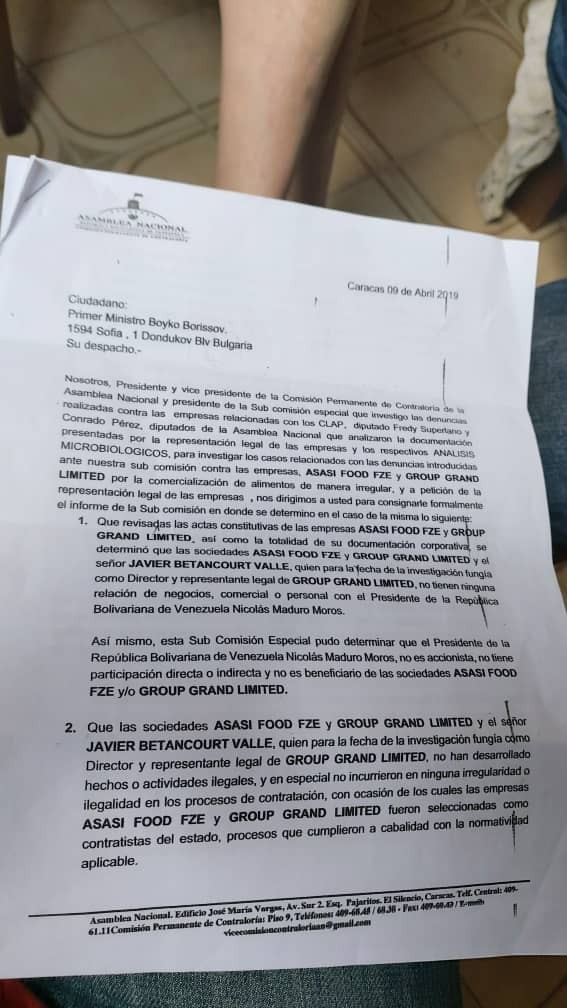 ASAMBLEA NACIONAL
Caracas 09 de Abril 2019
Ciudadano:
Primer Ministro Boyko Borissov.
1594 Sofia , 1 Dondukov Blv Bulgaria
Su despacho.-
Nosotros, Presidente y vice presidente de la Comisión Permanente de Contraloría de la
Asamblea Nacional y presidente de la Sub comisión especial que investigo las denuncias
realizadas contra las empresas relacionadas con los CLAP, diputado Fredy Superlano y
Conrado Pérez, diputados de la Asamblea Nacional que analizaron la documentación
presentadas por la representación legal de las empresas y los respectivos ANALISIS
MICROBIOLOGICOS, para investigar los casos relacionados con las denuncias introducidas
ante nuestra sub comisión contra las empresas, ASASI FOOD FZE y GROUP GRAND
LIMITED por la comercialización de alimentos de manera irregular, y a petición de la
representación legal de las empresas , nos dirigimos a usted para consignarle formalmente
el informe de la Sub comisión en donde se determino en el caso de la misma lo siguiente:
1. Que revisadas las actas constitutivas de las empresas ASASI FOOD FZE y GROUP
GRAND LIMITED, así como la totalidad de su documentación corporativa, se
determinó que las sociedades ASASI FOOD FZE y GROUP GRAND LIMITED y el
señor JAVIER BETANCOURT VALLE, quien para la fecha de la investigación fungía
como Director y representante legal de GROUP GRAND LIMITED, no tienen ninguna
relación de negocios, comercial o personal con el Presidente de la República
Bolivariana de Venezuela Nicolás Maduro Moros.
Así mismo, esta Sub Comisión Especial pudo determinar que el Presidente de la
República Bolivariana de Venezuela Nicolás Maduro Moros, no es accionista, no tiene
participación directa o indirecta y no es beneficiario de las sociedades ASASI FOOD
FZE y/o GROUP GRAND LIMITED.
2. Que las sociedades ASASI FOOD FZE y GROUP GRAND LIMITED y el señor
JAVIER BETANCOURT VALLE, quien para la fecha de la investigación fungía como
Director y representante legal de GROUP GRAND LIMITED, no han desarrollado
hechos o actividades ilegales, y en especial no incurrieron en ninguna irregularidad o
ilegalidad en los procesos de contratación, con ocasión de los cuales las empresas
ASASI FOOD FZE y GROUP GRAND LIMITED fueron seleccionadas como
contratistas del estado, procesos que cumplieron a cabalidad con la normatividad
aplicable.
Asamblea Nacional. Edificio José María Vargas, Av. Sur 2. Esq. Pajaritos. El Silencio, Caracas. Telf. Central: 409-
61.11Comisión Permanente de Contraloría: Piso 9, Teléfonos: 409-68.48 / 68.38 - Fax: 409-69.43 / E-mail:
vicecomisioncontraloriaan@gmail.com